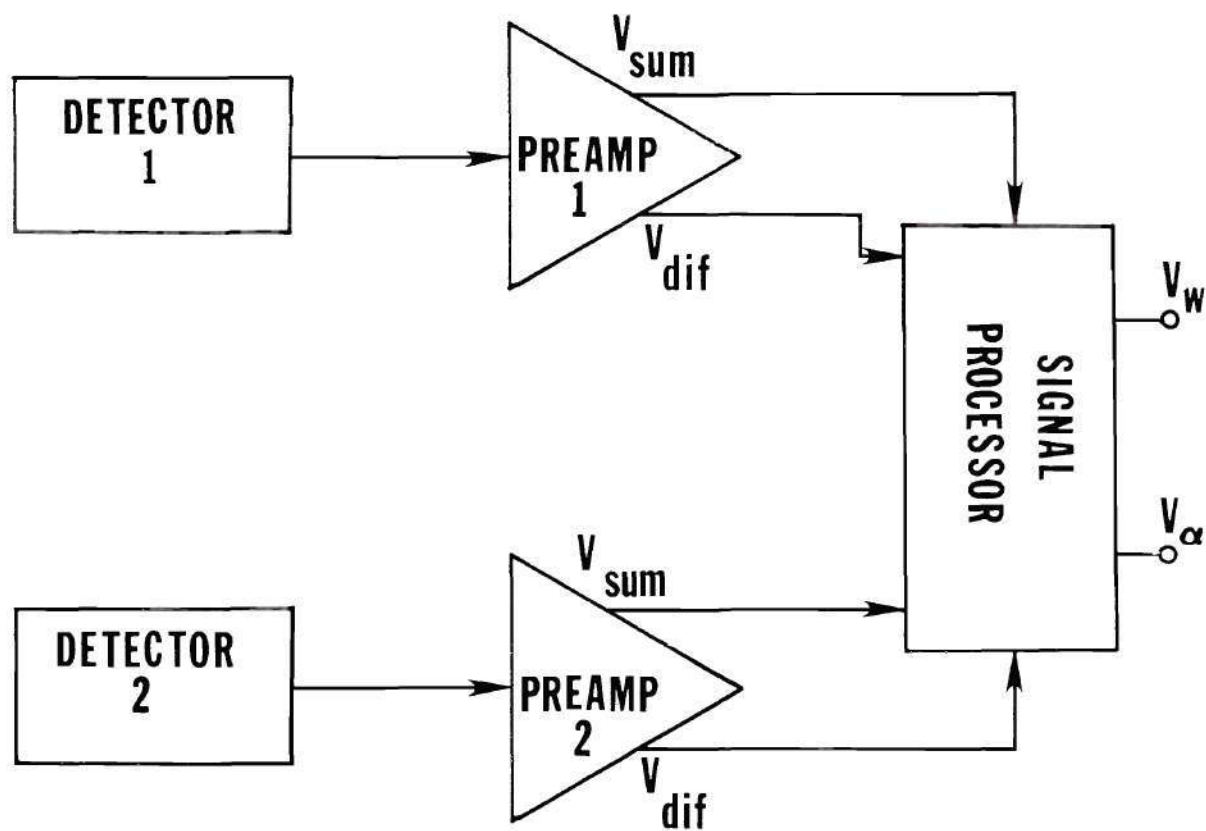 DETECTOR
1
V
sum
PREAMP
1
V
dif
SIGNAL
PROCESSOR
V
W
V
α
DETECTOR
2
V
sum
PREAMP
2
V
dif